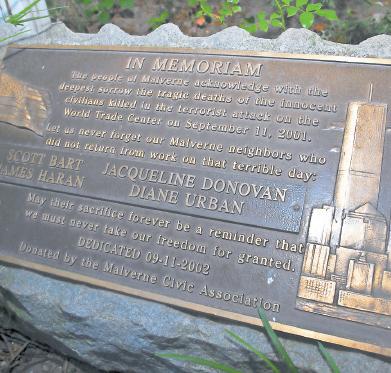 IN MEMORIAM
The people of Malverne acknowledge with the
deepest sorrow the tragic deaths of the innocent
civilians killed in the terrorist attack on the
World Trade Center on September 11, 2001.
Let us never forget our Malverne neighbors who
did not return from work on that terrible day:
SCOTT BART JACQUELINE DONOVAN
JAMES HARAN DIANE URBAN
May their sacrifice forever be a reminder that
we must never take our freedom for granted.
DEDICATED 09-11-2002
Donated by the Malverne Civic Association